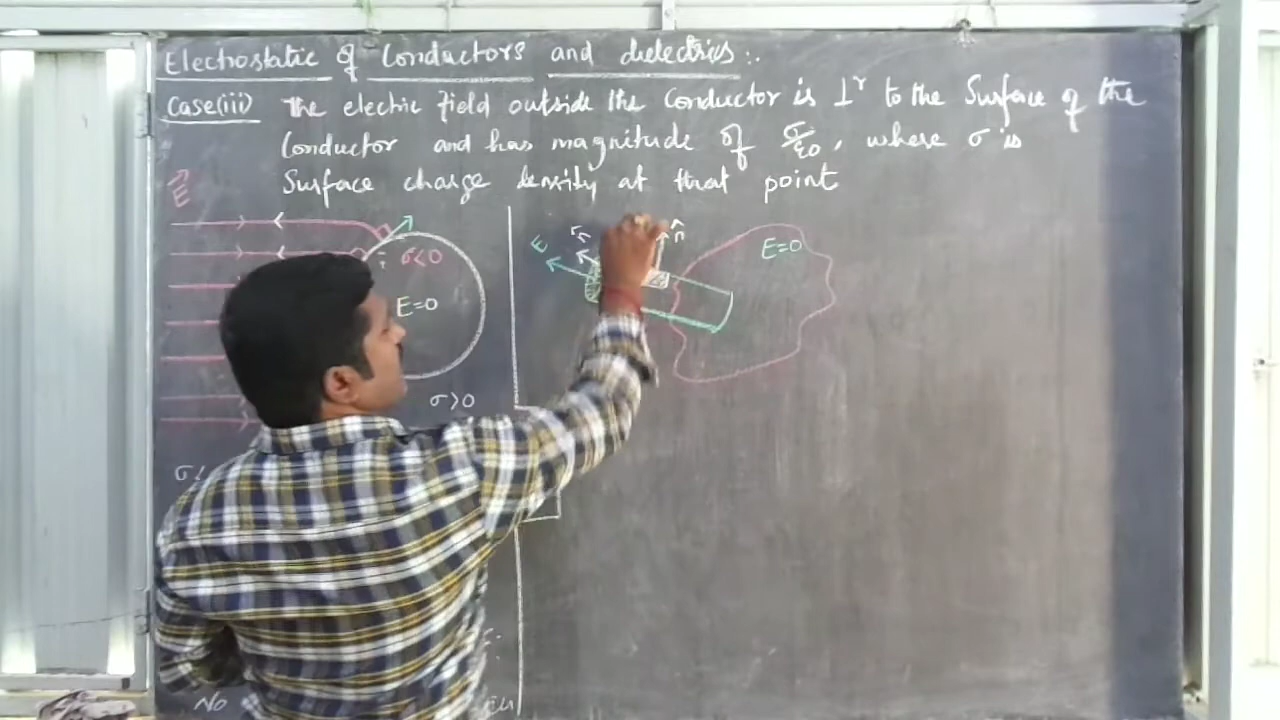 Electrostatic of Conductors and dielectrics:.
Case(iii) The electric field outside the conductor is ⊥r to the Surface of the
Conductor and has magnitude of σ/ε0, where σ is
Surface charge density at that point
E
σ<0
E=0
σ>0
σ<
E
n̂
n̂
E=0
No